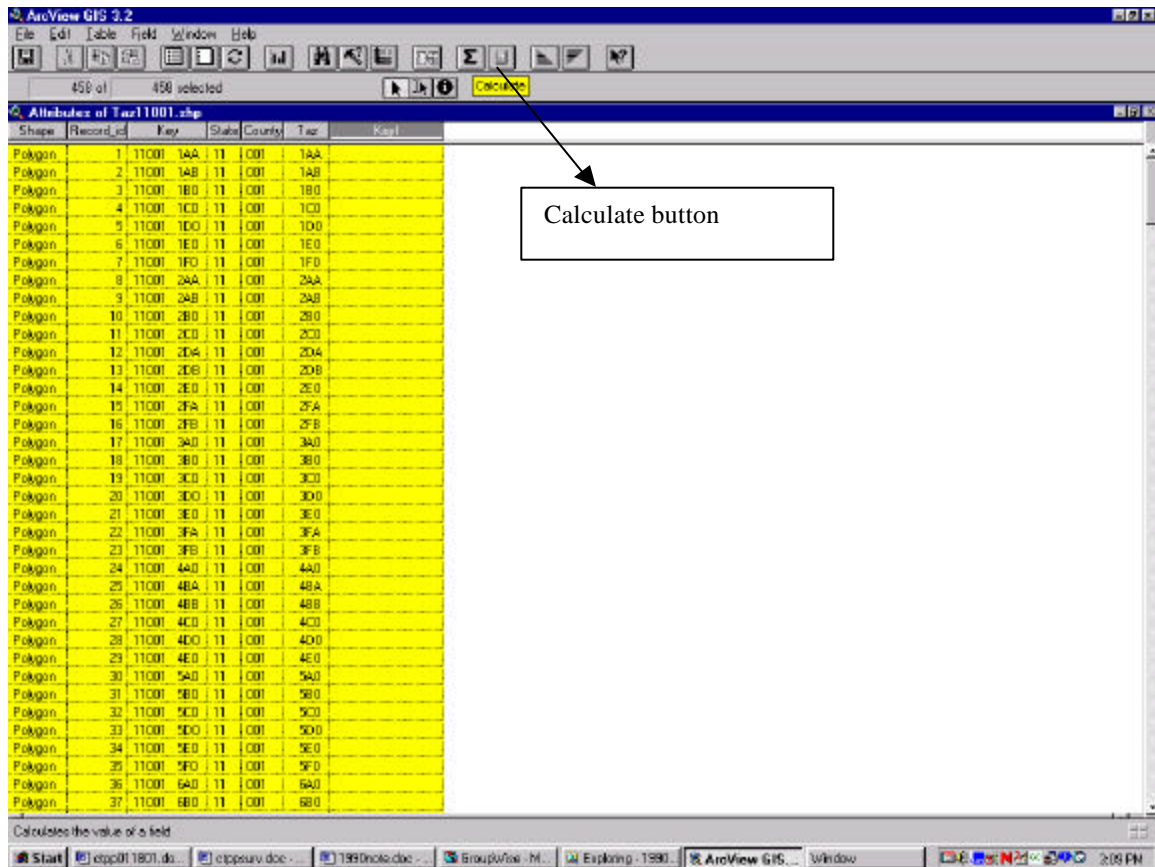 ArcView GIS 3.2
File Edit Table Field Window Help
458 of 458 selected
Calculate
Attributes of Taz11001.shp
Shape Record_id Key State County Taz Key1
Polygon 1 11001 1AA 11 001 1AA
Polygon 2 11001 1AB 11 001 1AB
Polygon 3 11001 1B0 11 001 1B0
Polygon 4 11001 1C0 11 001 1C0
Polygon 5 11001 1D0 11 001 1D0
Polygon 6 11001 1E0 11 001 1E0
Polygon 7 11001 1F0 11 001 1F0
Polygon 8 11001 2AA 11 001 2AA
Polygon 9 11001 2AB 11 001 2AB
Polygon 10 11001 2B0 11 001 2B0
Polygon 11 11001 2C0 11 001 2C0
Polygon 12 11001 2DA 11 001 2DA
Polygon 13 11001 2DB 11 001 2DB
Polygon 14 11001 2E0 11 001 2E0
Polygon 15 11001 2FA 11 001 2FA
Polygon 16 11001 2FB 11 001 2FB
Polygon 17 11001 3A0 11 001 3A0
Polygon 18 11001 3B0 11 001 3B0
Polygon 19 11001 3C0 11 001 3C0
Polygon 20 11001 3D0 11 001 3D0
Polygon 21 11001 3E0 11 001 3E0
Polygon 22 11001 3FA 11 001 3FA
Polygon 23 11001 3FB 11 001 3FB
Polygon 24 11001 4A0 11 001 4A0
Polygon 25 11001 4BA 11 001 4BA
Polygon 26 11001 4BB 11 001 4BB
Polygon 27 11001 4C0 11 001 4C0
Polygon 28 11001 4D0 11 001 4D0
Polygon 29 11001 4E0 11 001 4E0
Polygon 30 11001 5A0 11 001 5A0
Polygon 31 11001 5B0 11 001 5B0
Polygon 32 11001 5C0 11 001 5C0
Polygon 33 11001 5D0 11 001 5D0
Polygon 34 11001 5E0 11 001 5E0
Polygon 35 11001 5F0 11 001 5F0
Polygon 36 11001 6A0 11 001 6A0
Polygon 37 11001 6B0 11 001 6B0
Calculate button
Calculates the value of a field
Start ctpp011801.do... ctppsurv.doc - ... 1990note.doc - ... GroupWise - M... Exploring - 1990... ArcView GIS... Window 2:09 PM